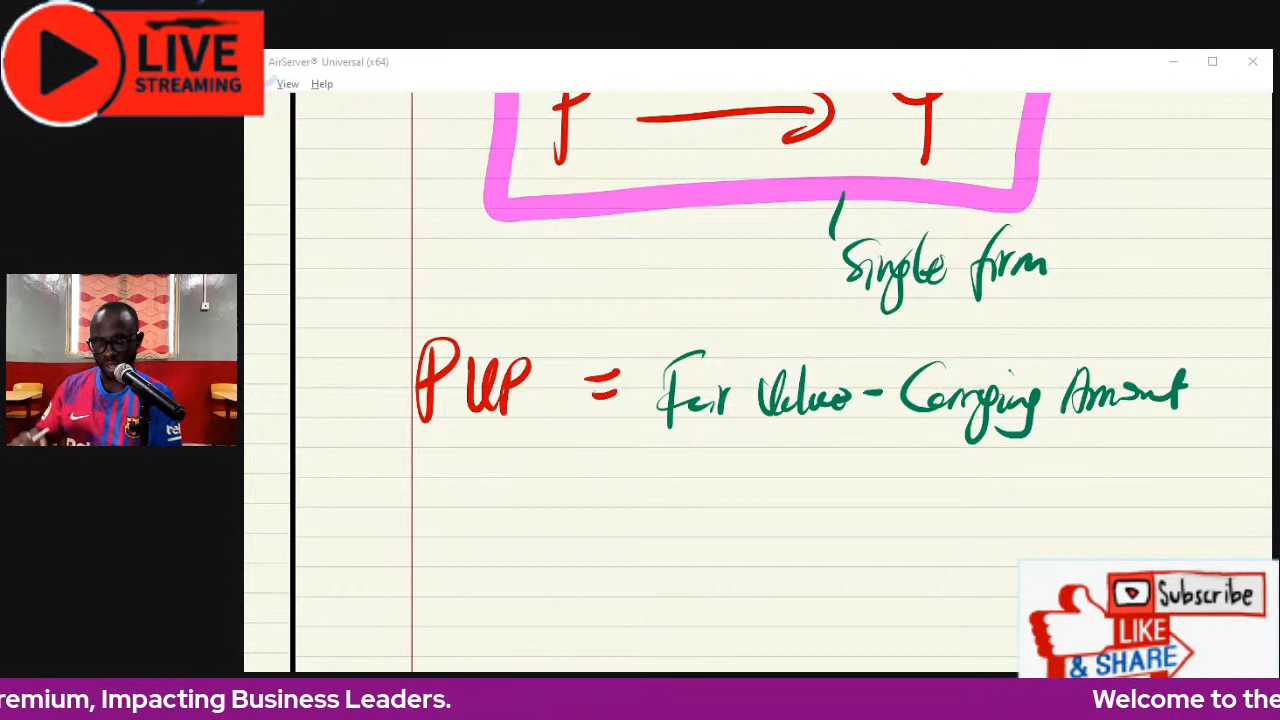 LIVE
STREAMING
AirServer® Universal (x64)
View Help
P → Y
Single firm
PUP = Fair Value - Carrying Amount
Subscribe
LIKE
& SHARE
remium, Impacting Business Leaders.
Welcome to the